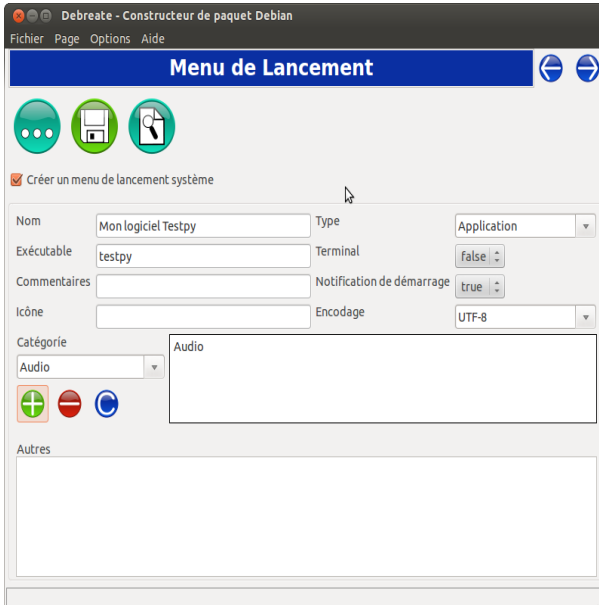 Debreate - Constructeur de paquet Debian
Fichier Page Options Aide
Menu de Lancement
Créer un menu de lancement système
Nom
Mon logiciel Testpy
Type
Application
Exécutable
testpy
Terminal
false
Commentaires
Notification de démarrage
true
Icône
Encodage
UTF-8
Catégorie
Audio
Audio
Autres